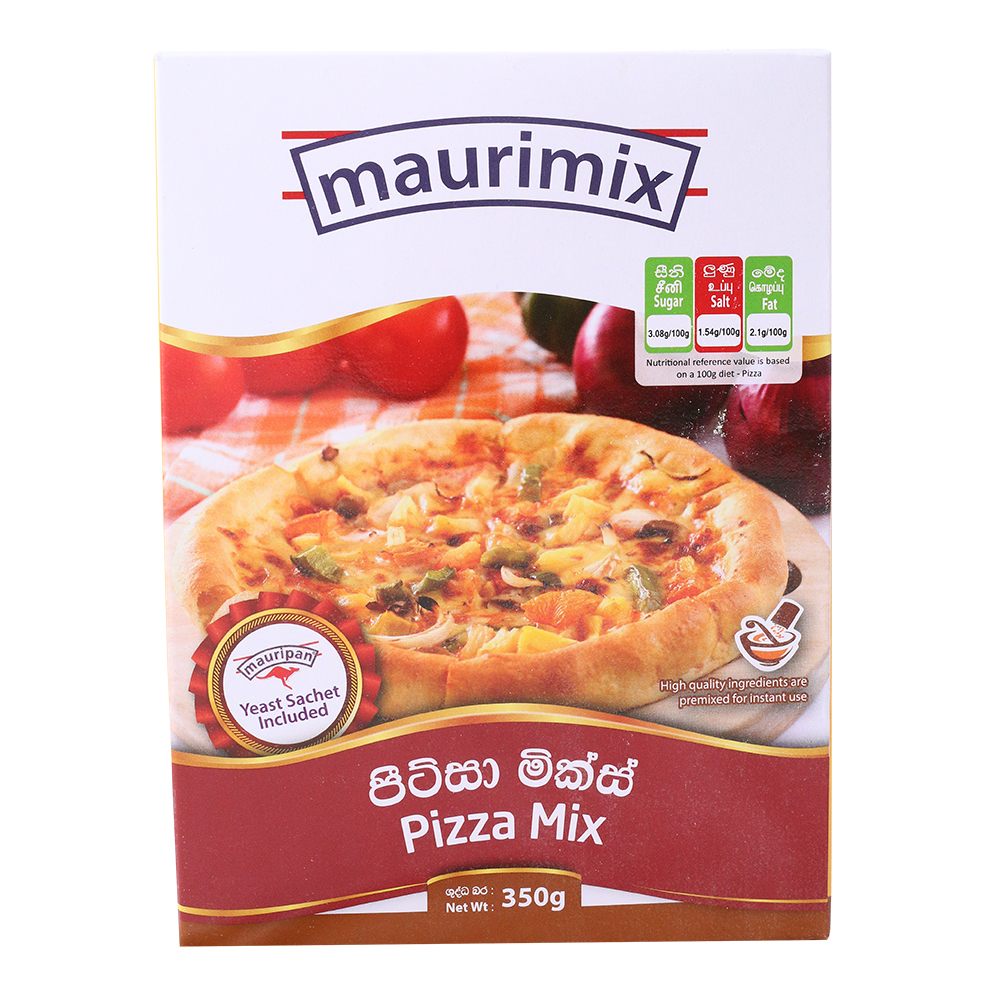 maurimix
සීනි
சீனி
Sugar
3.08g/100g
ලුණු
உப்பு
Salt
1.54g/100g
මේද
கொழுப்பு
Fat
2.1g/100g
Nutritional reference value is based
on a 100g diet - Pizza
mauripan
Yeast Sachet
Included
High quality ingredients are
premixed for instant use
පීට්සා මික්ස්
Pizza Mix
ශුද්ධ බර :
Net Wt : 350g